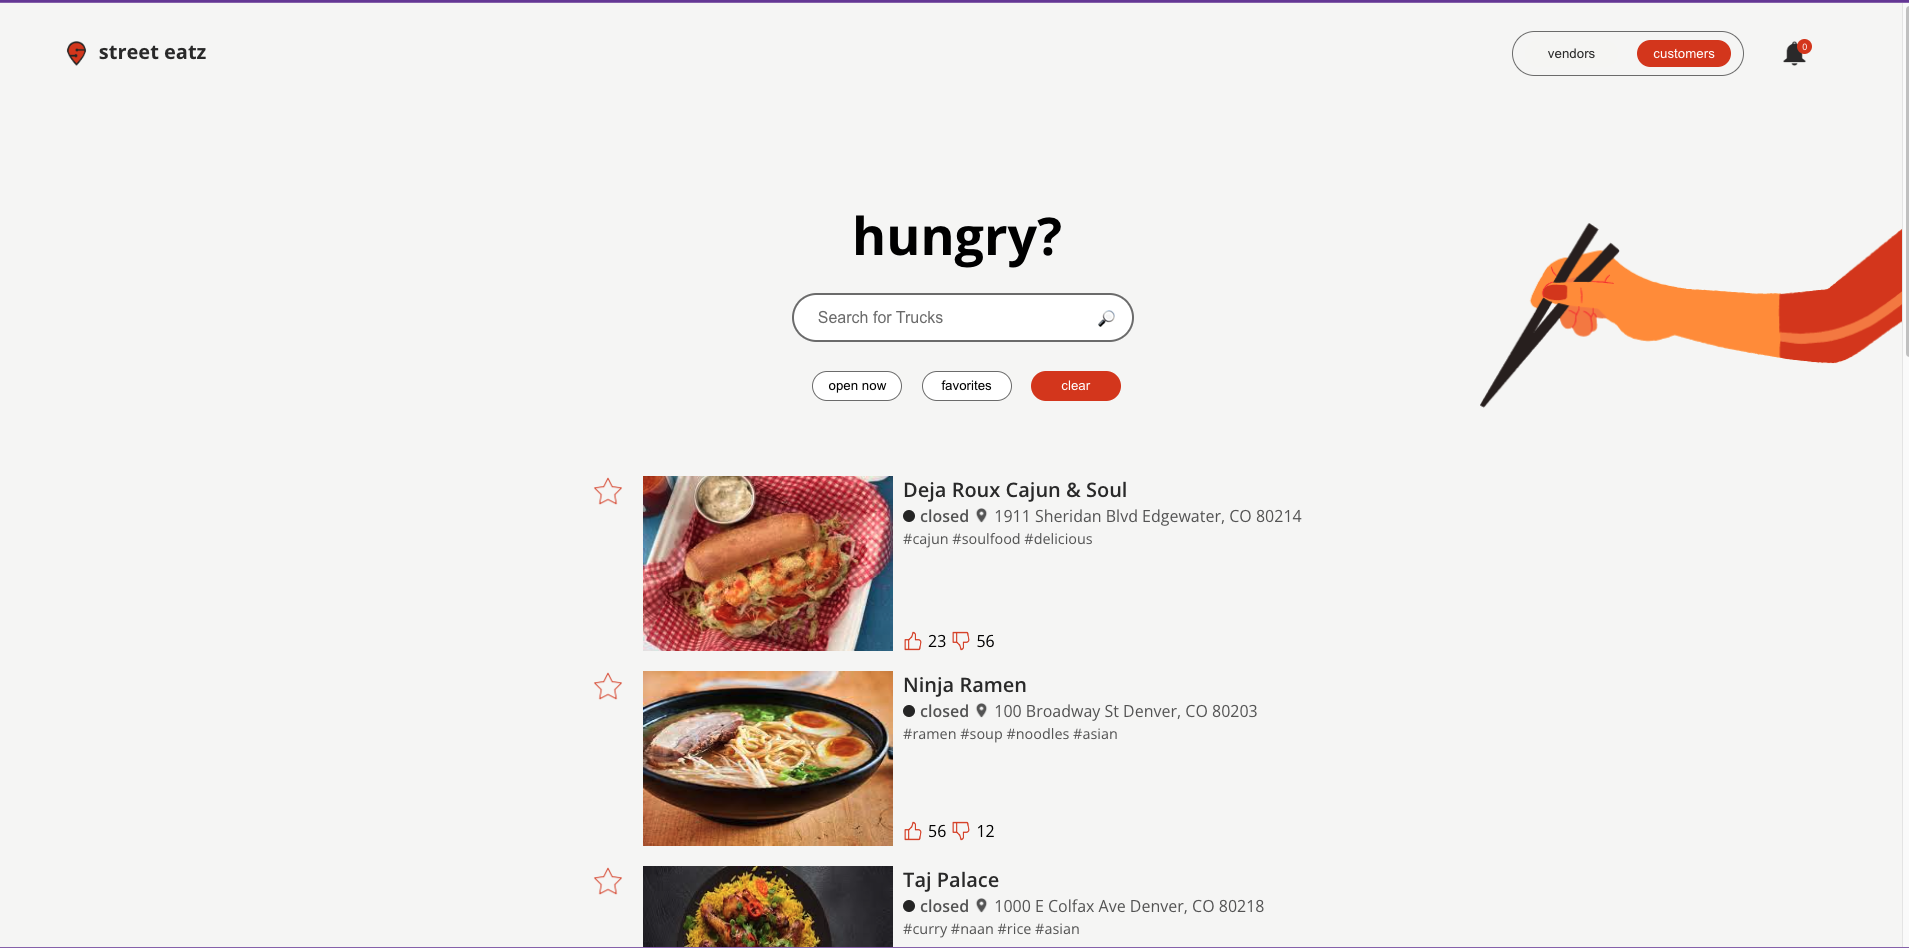 street eatz
vendors
customers
0
hungry?
Search for Trucks
open now
favorites
clear
Deja Roux Cajun & Soul
closed 1911 Sheridan Blvd Edgewater, CO 80214
#cajun #soulfood #delicious
23 56
Ninja Ramen
closed 100 Broadway St Denver, CO 80203
#ramen #soup #noodles #asian
56 12
Taj Palace
closed 1000 E Colfax Ave Denver, CO 80218
#curry #naan #rice #asian